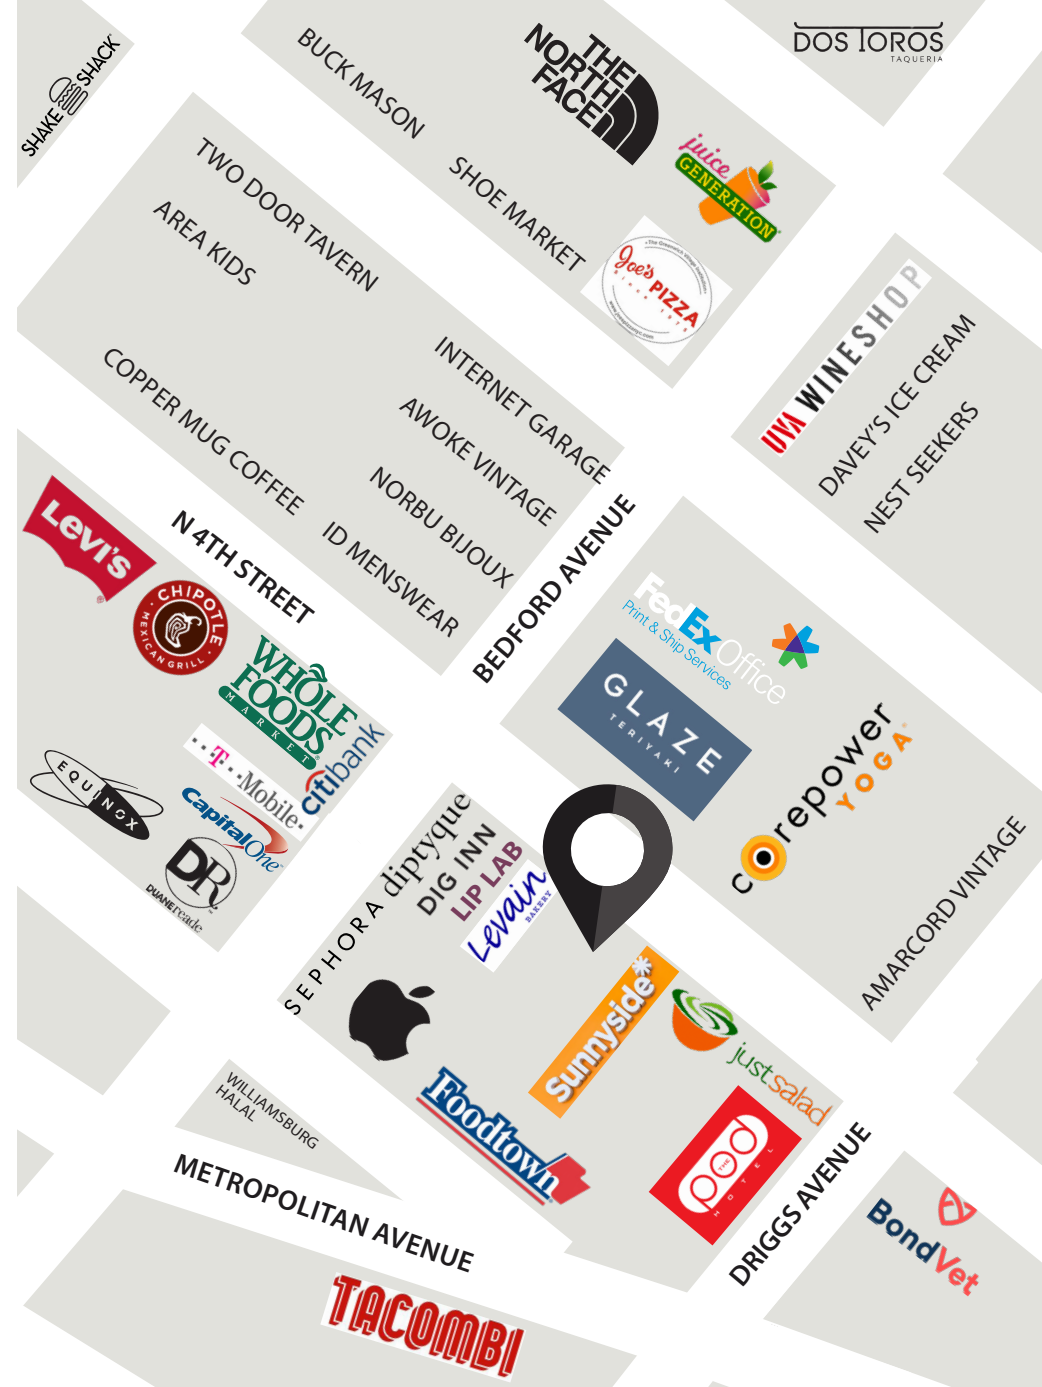 SHAKE SHACK
BUCK MASON
THE
NORTH
FACE
DOS TOROS
TAQUERIA
TWO DOOR TAVERN
SHOE MARKET
juice
GENERATION
AREA KIDS
Joe's
PIZZA
UVA WINESHOP
DAVEY'S ICE CREAM
NEST SEEKERS
COPPER MUG COFFEE
INTERNET GARAGE
AWOKE VINTAGE
NORBU BIJOUX
ID MENSWEAR
LEVI'S
N 4TH STREET
BEDFORD AVENUE
CHIPOTLE
MEXICAN GRILL
WHOLE
FOODS
MARKET
FedEx Office
Print & Ship Services
GLAZE
TERIYAKI
corepower
YOGA
citibank
T Mobile
EQUINOX
CapitalOne
DR
DUANEreade
SEPHORA
diptyque
DIG INN
LIP LAB
Levain
BAKERY
AMARCORD VINTAGE
Sunnyside
justsalad
Foodtown
the
pod
HOTEL
WILLIAMSBURG
HALAL
METROPOLITAN AVENUE
DRIGGS AVENUE
BondVet
TACOMBI